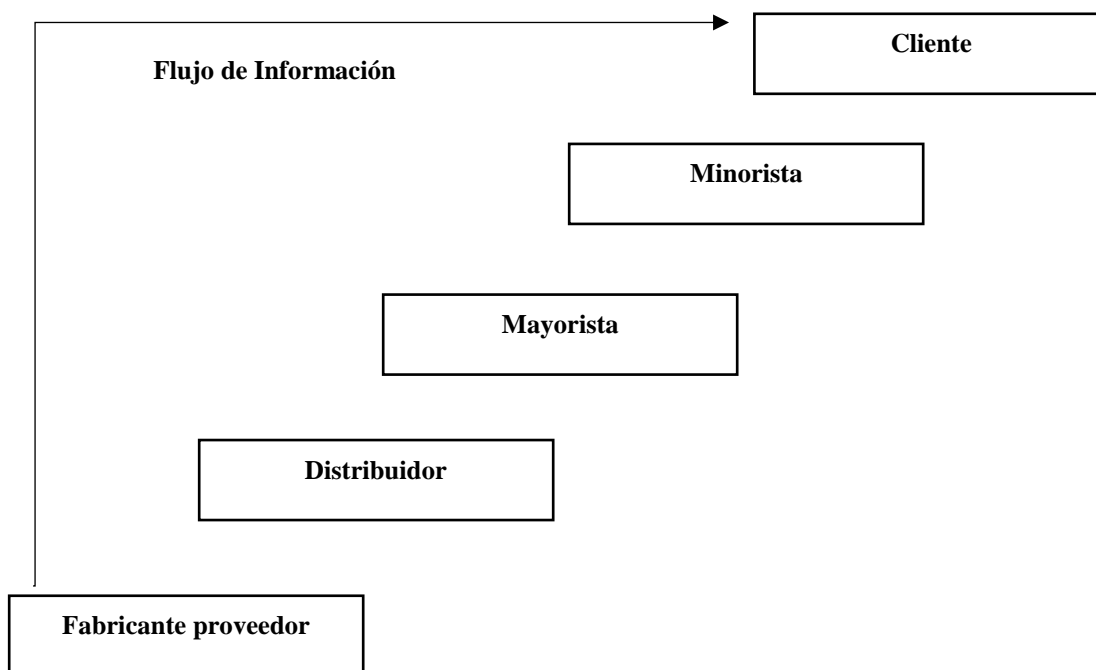 Cliente
Flujo de Información
Minorista
Mayorista
Distribuidor
Fabricante proveedor